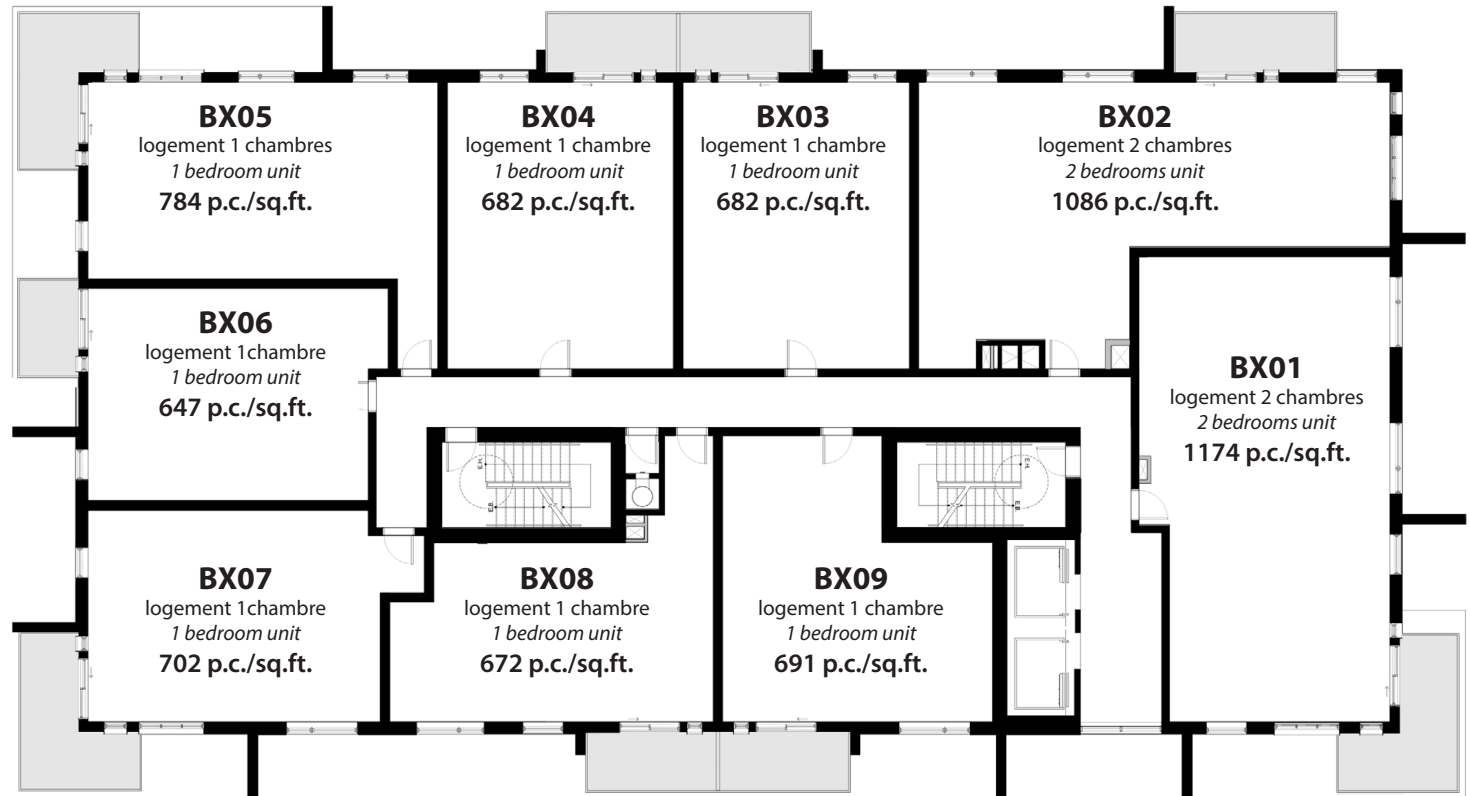 BX05
logement 1 chambres
1 bedroom unit
784 p.c./sq.ft.
BX04
logement 1 chambre
1 bedroom unit
682 p.c./sq.ft.
BX03
logement 1 chambre
1 bedroom unit
682 p.c./sq.ft.
BX02
logement 2 chambres
2 bedrooms unit
1086 p.c./sq.ft.
BX06
logement 1chambre
1 bedroom unit
647 p.c./sq.ft.
BX01
logement 2 chambres
2 bedrooms unit
1174 p.c./sq.ft.
BX07
logement 1chambre
1 bedroom unit
702 p.c./sq.ft.
BX08
logement 1 chambre
1 bedroom unit
672 p.c./sq.ft.
BX09
logement 1 chambre
1 bedroom unit
691 p.c./sq.ft.
E.H.
E.B.
E.H.
E.B.